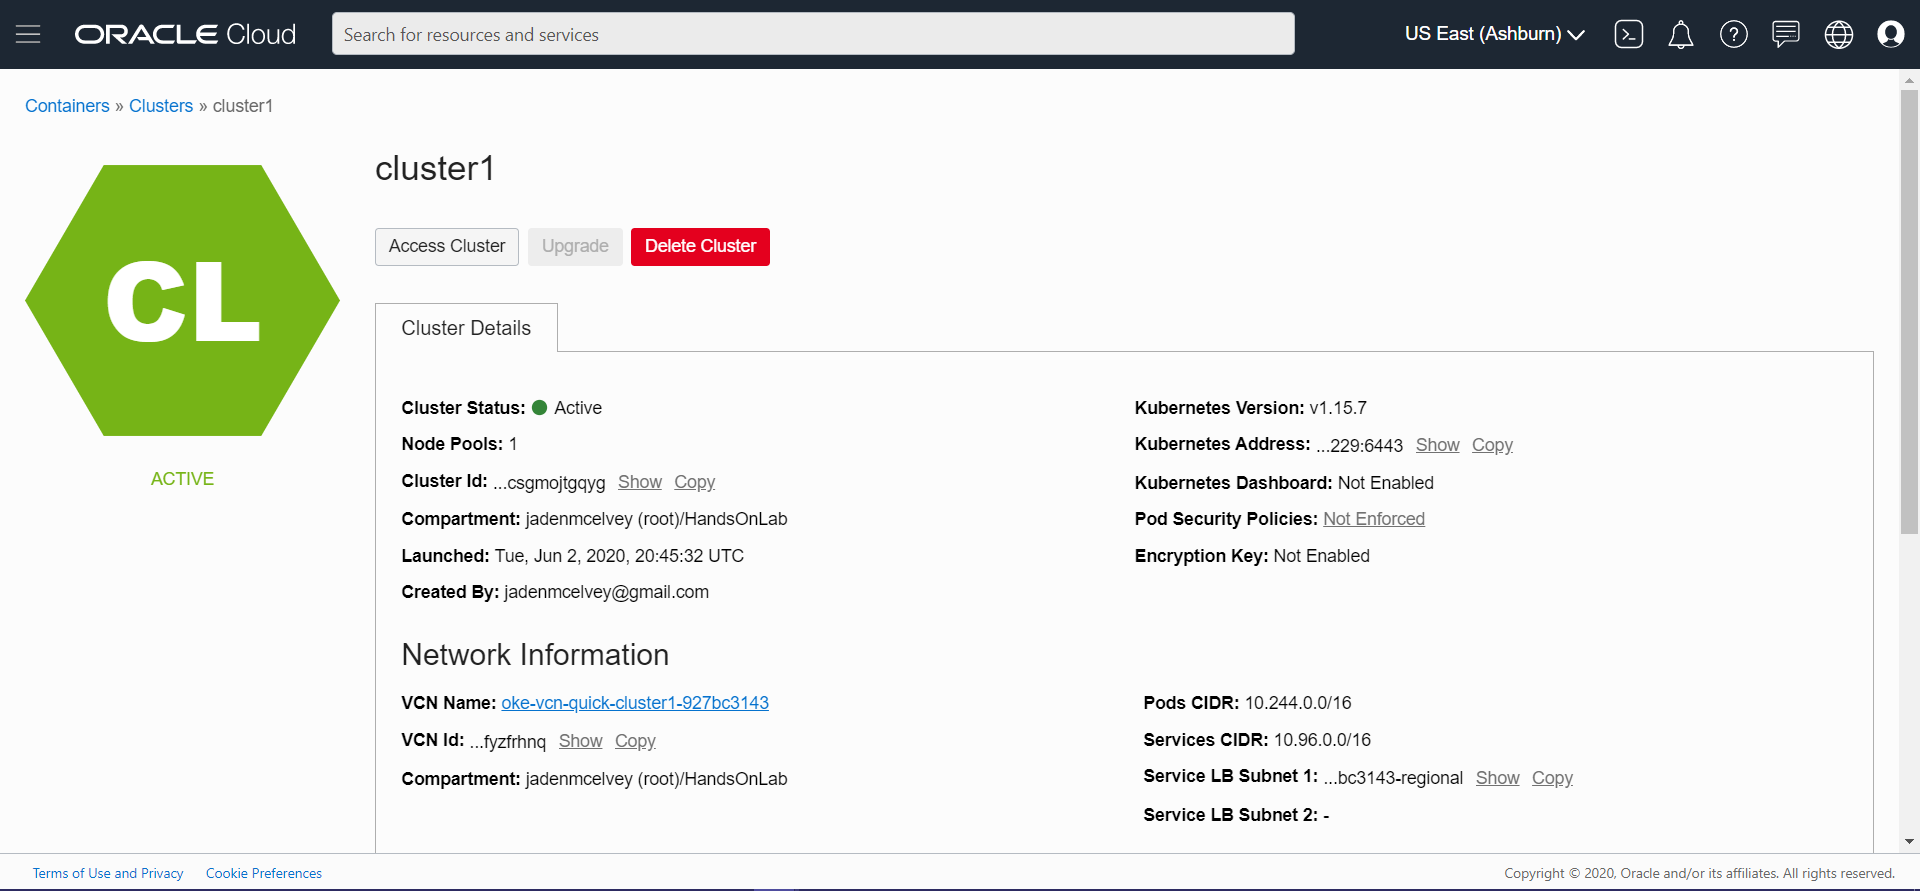 ORACLE Cloud
Search for resources and services
US East (Ashburn)
Containers » Clusters » cluster1
CL
ACTIVE
cluster1
Access Cluster
Upgrade
Delete Cluster
Cluster Details
Cluster Status: Active
Node Pools: 1
Cluster Id: ...csgmojtgqyg Show Copy
Compartment: jadenmcelvey (root)/HandsOnLab
Launched: Tue, Jun 2, 2020, 20:45:32 UTC
Created By: jadenmcelvey@gmail.com
Kubernetes Version: v1.15.7
Kubernetes Address: ...229:6443 Show Copy
Kubernetes Dashboard: Not Enabled
Pod Security Policies: Not Enforced
Encryption Key: Not Enabled
Network Information
VCN Name: oke-vcn-quick-cluster1-927bc3143
VCN Id: ...fyzfrhnq Show Copy
Compartment: jadenmcelvey (root)/HandsOnLab
Pods CIDR: 10.244.0.0/16
Services CIDR: 10.96.0.0/16
Service LB Subnet 1: ...bc3143-regional Show Copy
Service LB Subnet 2: -
Terms of Use and Privacy
Cookie Preferences
Copyright © 2020, Oracle and/or its affiliates. All rights reserved.